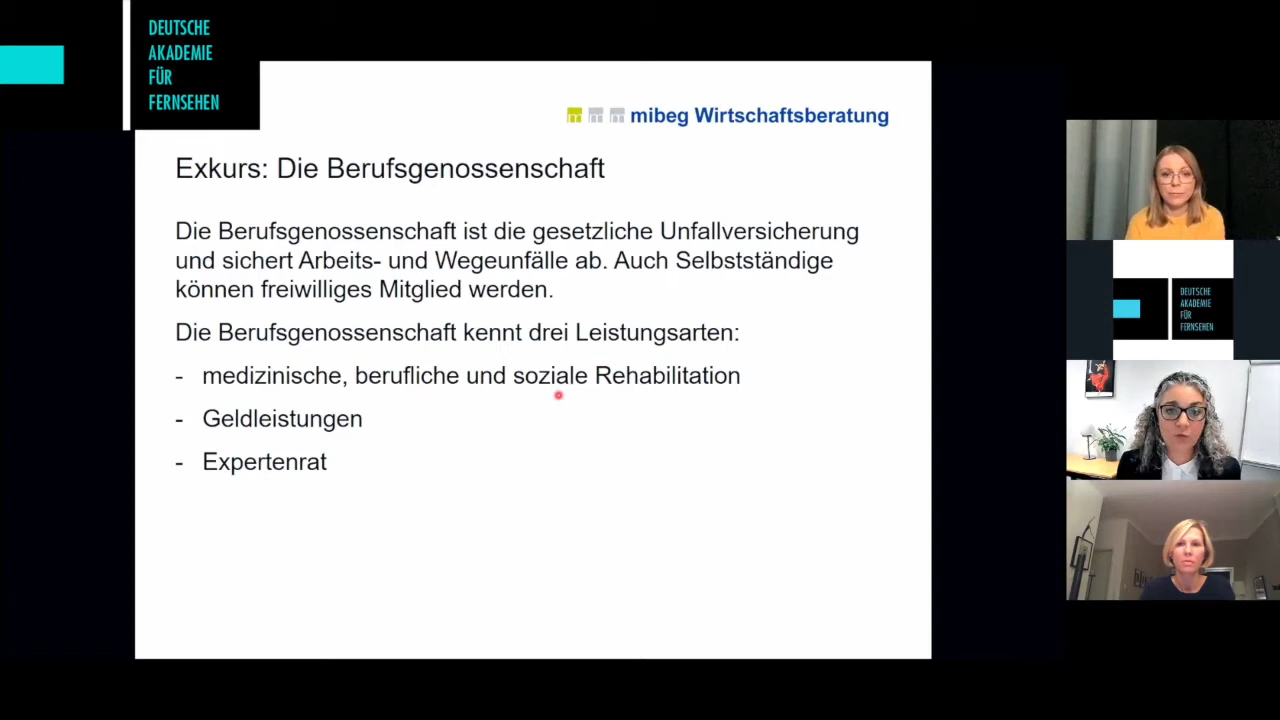 DEUTSCHE
AKADEMIE
FÜR
FERNSEHEN
mibeg Wirtschaftsberatung
Exkurs: Die Berufsgenossenschaft
Die Berufsgenossenschaft ist die gesetzliche Unfallversicherung
und sichert Arbeits- und Wegeunfälle ab. Auch Selbstständige
können freiwilliges Mitglied werden.
Die Berufsgenossenschaft kennt drei Leistungsarten:
- medizinische, berufliche und soziale Rehabilitation
- Geldleistungen
- Expertenrat
DEUTSCHE
AKADEMIE
FÜR
FERNSEHEN